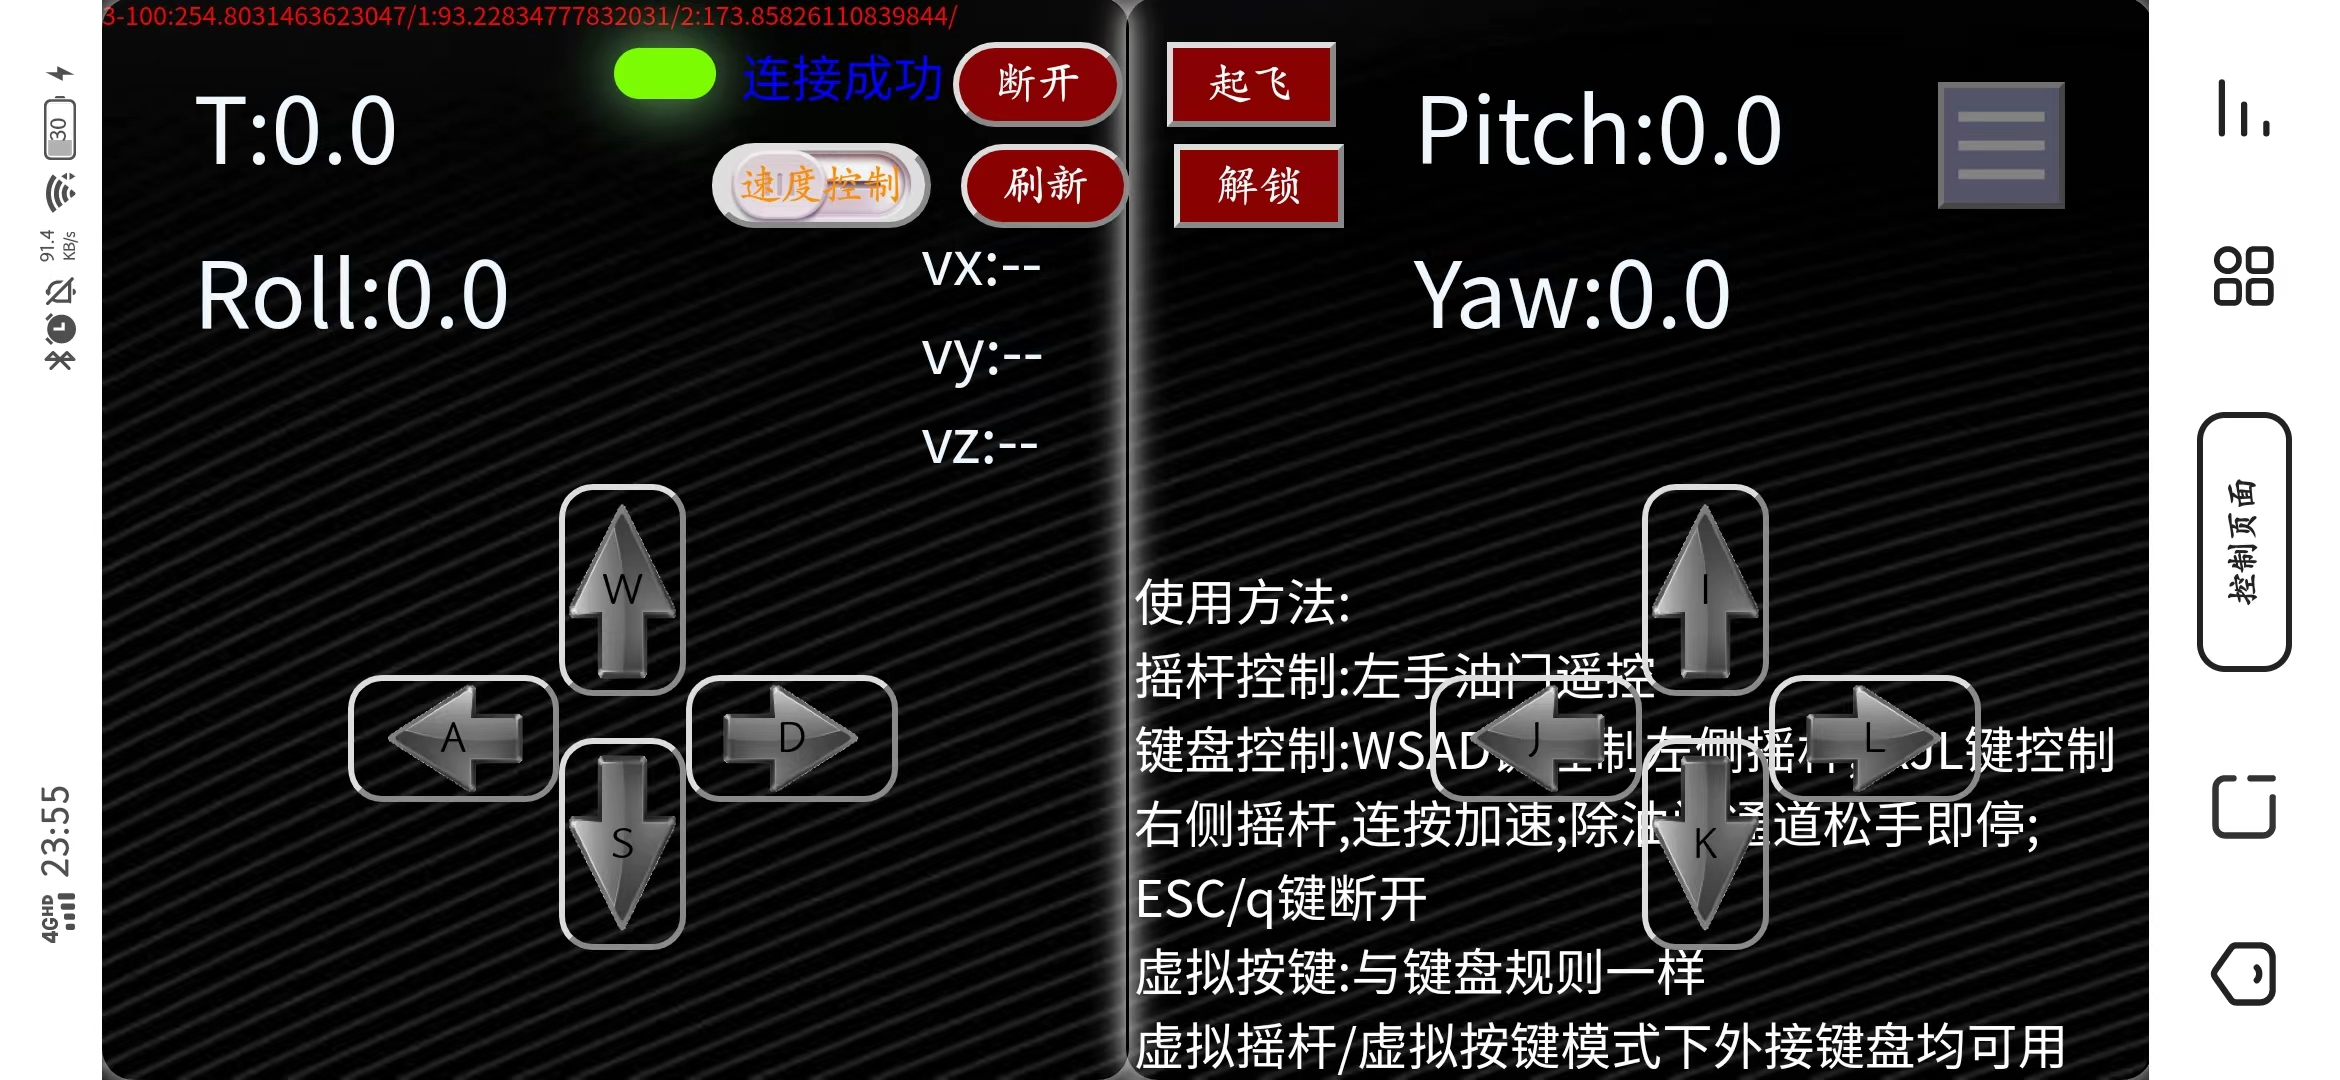 3-100:254.8031463623047/1:93.22834777832031/2:173.85826110839844/
连接成功
断开
起飞
T:0.0
Pitch:0.0
速度控制
刷新
解锁
Roll:0.0
vx:--
Yaw:0.0
vy:--
vz:--
W
A
D
S
I
J
L
K
使用方法:
摇杆控制:左手油门遥控
键盘控制:WSAD 控制左侧摇 JL键控制
右侧摇杆,连按加速;除油 通道松手即停;
ESC/q键断开
虚拟按键:与键盘规则一样
虚拟摇杆/虚拟按键模式下外接键盘均可用
控制页面
30
91.4
KB/s
23:55
4GHD